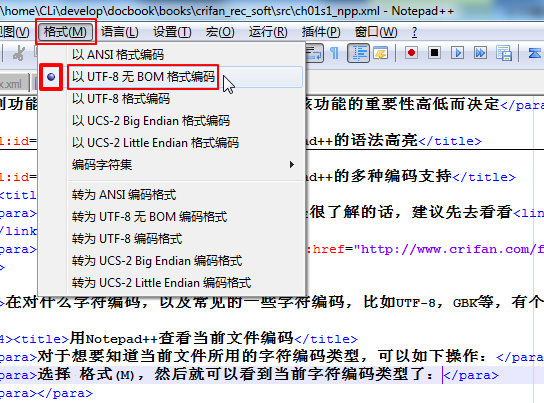 \home\CLi\develop\docbook\books\crifan_rec_soft\src\ch01s1_npp.xml - Notepad++
图(V) 格式(M) 语言(L) 设置(T) 宏(O) 运行(R) 插件(P) 窗口(W) ?
以 ANSI 格式编码
以 UTF-8 无 BOM 格式编码
以 UTF-8 格式编码
以 UCS-2 Big Endian 格式编码
以 UCS-2 Little Endian 格式编码
编码字符集
转为 ANSI 编码格式
转为 UTF-8 无 BOM 编码格式
转为 UTF-8 编码格式
转为 UCS-2 Big Endian 编码格式
转为 UCS-2 Little Endian 编码格式
x.xml
到功能 该功能的重要性高低而决定</para>
l:id= pad++的语法高亮</title>
l:id= pad++的多种编码支持</title>
<title
para> 很了解的话，建议先去看看<lin
/link
para> :href="http://www.crifan.com/f
>
>在对什么字符编码，以及常见的一些字符编码，比如UTF-8，GBK等，有个
4><title>用Notepad++查看当前文件编码</title>
para>对于想要知道当前文件所用的字符编码类型，可以如下操作：</para>
para>选择 格式(M)，然后就可以看到当前字符编码类型了：</para>
para></para>